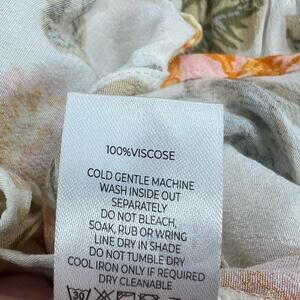 100%VISCOSE
COLD GENTLE MACHINE
WASH INSIDE OUT
SEPARATELY
DO NOT BLEACH,
SOAK, RUB OR WRING
LINE DRY IN SHADE
DO NOT TUMBLE DRY
COOL IRON ONLY IF REQUIRED
DRY CLEANABLE
30